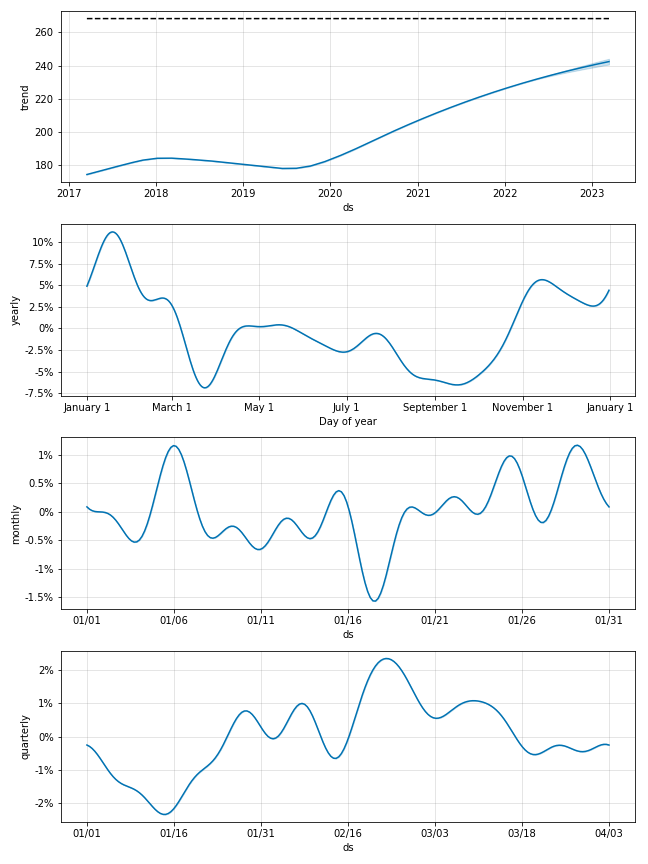 260
240
220
200
180
trend
2017 2018 2019 2020 2021 2022 2023
ds
10%
7.5%
5%
2.5%
0%
-2.5%
-5%
-7.5%
yearly
January 1 March 1 May 1 July 1 September 1 November 1 January 1
Day of year
1%
0.5%
0%
-0.5%
-1%
-1.5%
monthly
01/01 01/06 01/11 01/16 01/21 01/26 01/31
ds
2%
1%
0%
-1%
-2%
quarterly
01/01 01/16 01/31 02/16 03/03 03/18 04/03
ds